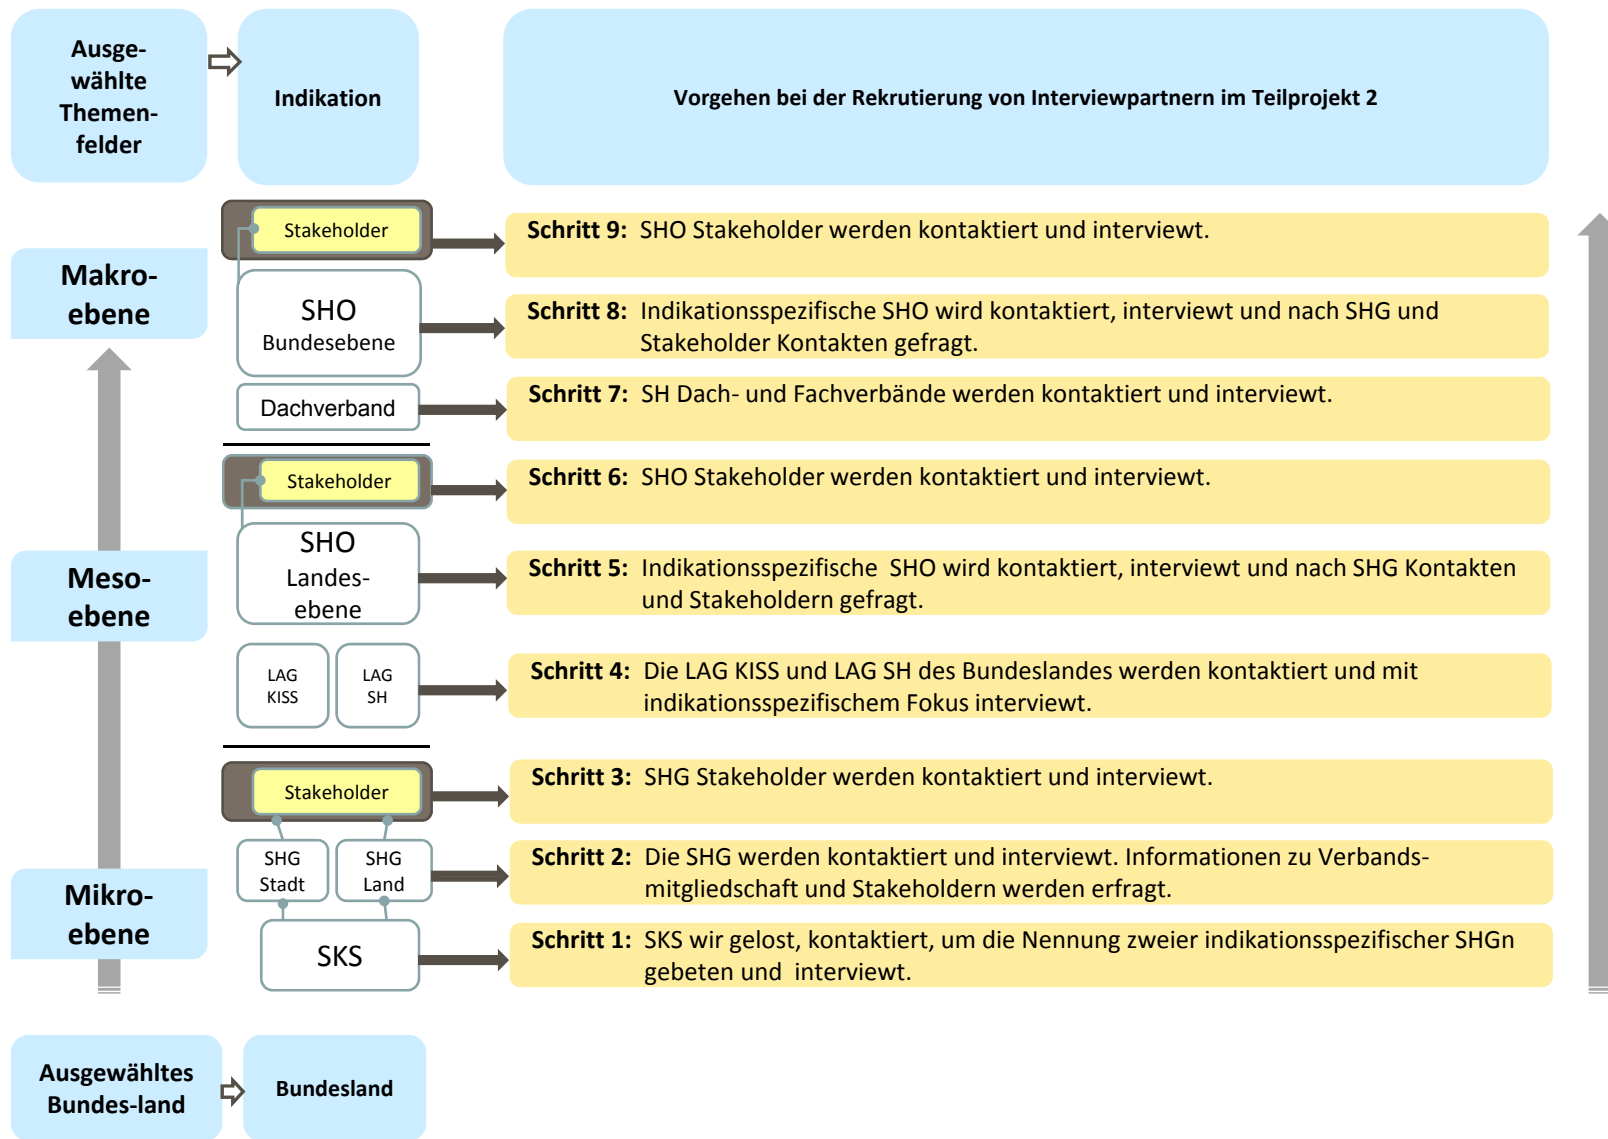 Ausge-
wählte
Themen-
felder
Indikation
Vorgehen bei der Rekrutierung von Interviewpartnern im Teilprojekt 2
Makro-
ebene
Stakeholder
Schritt 9: SHO Stakeholder werden kontaktiert und interviewt.
SHO
Bundesebene
Schritt 8: Indikationsspezifische SHO wird kontaktiert, interviewt und nach SHG und
Stakeholder Kontakten gefragt.
Dachverband
Schritt 7: SH Dach- und Fachverbände werden kontaktiert und interviewt.
Meso-
ebene
Stakeholder
Schritt 6: SHO Stakeholder werden kontaktiert und interviewt.
SHO
Landes-
ebene
Schritt 5: Indikationsspezifische SHO wird kontaktiert, interviewt und nach SHG Kontakten
und Stakeholdern gefragt.
LAG
KISS
LAG
SH
Schritt 4: Die LAG KISS und LAG SH des Bundeslandes werden kontaktiert und mit
indikationsspezifischem Fokus interviewt.
Mikro-
ebene
Stakeholder
Schritt 3: SHG Stakeholder werden kontaktiert und interviewt.
SHG
Stadt
SHG
Land
Schritt 2: Die SHG werden kontaktiert und interviewt. Informationen zu Verbands-
mitgliedschaft und Stakeholdern werden erfragt.
SKS
Schritt 1: SKS wir gelost, kontaktiert, um die Nennung zweier indikationsspezifischer SHGn
gebeten und interviewt.
Ausgewähltes
Bundes-land
Bundesland